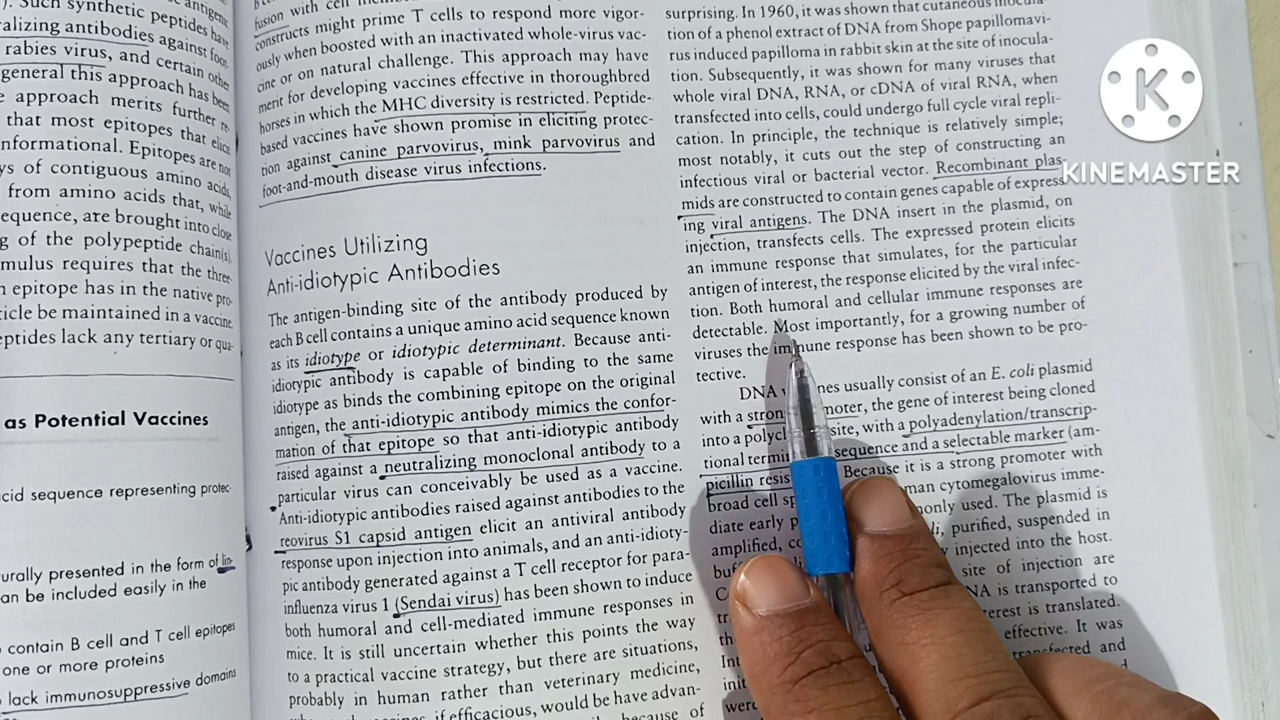 ). Such synthetic peptides have
alizing antibodies against foot-
rabies virus, and certain other
general this approach has been
e approach merits further re-
that most epitopes that elicit
nformational. Epitopes are not
ys of contiguous amino acids,
from amino acids that, while
equence, are brought into close
g of the polypeptide chain(s).
mulus requires that the three-
n epitope has in the native pro-
ticle be maintained in a vaccine.
eptides lack any tertiary or qua-
as Potential Vaccines
acid sequence representing protec-
urally presented in the form of lin-
an be included easily in the
contain B cell and T cell epitopes
one or more proteins
lack immunosuppressive domains
fusion with cell
constructs might prime T cells to respond more vigor-
ously when boosted with an inactivated whole-virus vac-
cine or on natural challenge. This approach may have
merit for developing vaccines effective in thoroughbred
horses in which the MHC diversity is restricted. Peptide-
based vaccines have shown promise in eliciting protec-
tion against canine parvovirus, mink parvovirus and
foot-and-mouth disease virus infections.
Vaccines Utilizing
Anti-idiotypic Antibodies
The antigen-binding site of the antibody produced by
each B cell contains a unique amino acid sequence known
as its idiotype or idiotypic determinant. Because anti-
idiotypic antibody is capable of binding to the same
idiotype as binds the combining epitope on the original
antigen, the anti-idiotypic antibody mimics the confor-
mation of that epitope so that anti-idiotypic antibody
raised against a neutralizing monoclonal antibody to a
particular virus can conceivably be used as a vaccine.
Anti-idiotypic antibodies raised against antibodies to the
reovirus S1 capsid antigen elicit an antiviral antibody
response upon injection into animals, and an anti-idioty-
pic antibody generated against a T cell receptor for para-
influenza virus 1 (Sendai virus) has been shown to induce
both humoral and cell-mediated immune responses in
mice. It is still uncertain whether this points the way
to a practical vaccine strategy, but there are situations,
probably in human rather than veterinary medicine,
if efficacious, would be have advan-
because of
surprising. In 1960, it was shown that cutaneous inocula-
tion of a phenol extract of DNA from Shope papillomavi-
rus induced papilloma in rabbit skin at the site of inocula-
tion. Subsequently, it was shown for many viruses that
whole viral DNA, RNA, or cDNA of viral RNA, when
transfected into cells, could undergo full cycle viral repli-
cation. In principle, the technique is relatively simple;
most notably, it cuts out the step of constructing an
infectious viral or bacterial vector. Recombinant plas-
mids are constructed to contain genes capable of express-
ing viral antigens. The DNA insert in the plasmid, on
injection, transfects cells. The expressed protein elicits
an immune response that simulates, for the particular
antigen of interest, the response elicited by the viral infec-
tion. Both humoral and cellular immune responses are
detectable. Most importantly, for a growing number of
viruses the immune response has been shown to be pro-
tective.
DNA usually consist of an E. coli plasmid
with a strong, the gene of interest being cloned
into a site, with a polyadenylation/transcrip-
tional sequence and a selectable marker (am-
picillin Because it is a strong promoter with
broad cell human cytomegalovirus imme-
diate early used. The plasmid is
amplified, purified, suspended in
injected into the host.
site of injection are
is transported to
is translated.
effective. It was
and
K
KINEMASTER